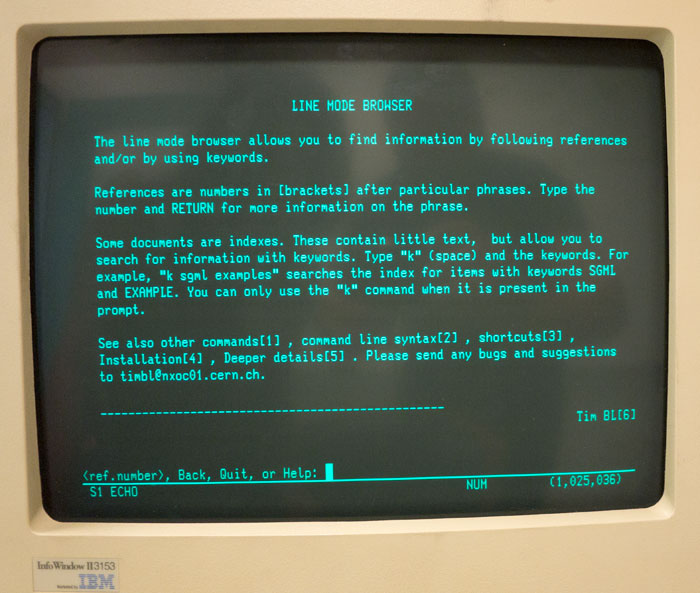 LINE MODE BROWSER
The line mode browser allows you to find information by following references
and/or by using keywords.
References are numbers in [brackets] after particular phrases. Type the
number and RETURN for more information on the phrase.
Some documents are indexes. These contain little text, but allow you to
search for information with keywords. Type "k" (space) and the keywords. For
example, "k sgml examples" searches the index for items with keywords SGML
and EXAMPLE. You can only use the "k" command when it is present in the
prompt.
See also other commands[1] , command line syntax[2] , shortcuts[3] ,
Installation[4] , Deeper details[5] . Please send any bugs and suggestions
to timbl@nxoc01.cern.ch.
Tim BL[6]
<ref.number>, Back, Quit, or Help:
S1 ECHO NUM (1,025,036)
InfoWindow II 3153
IBM